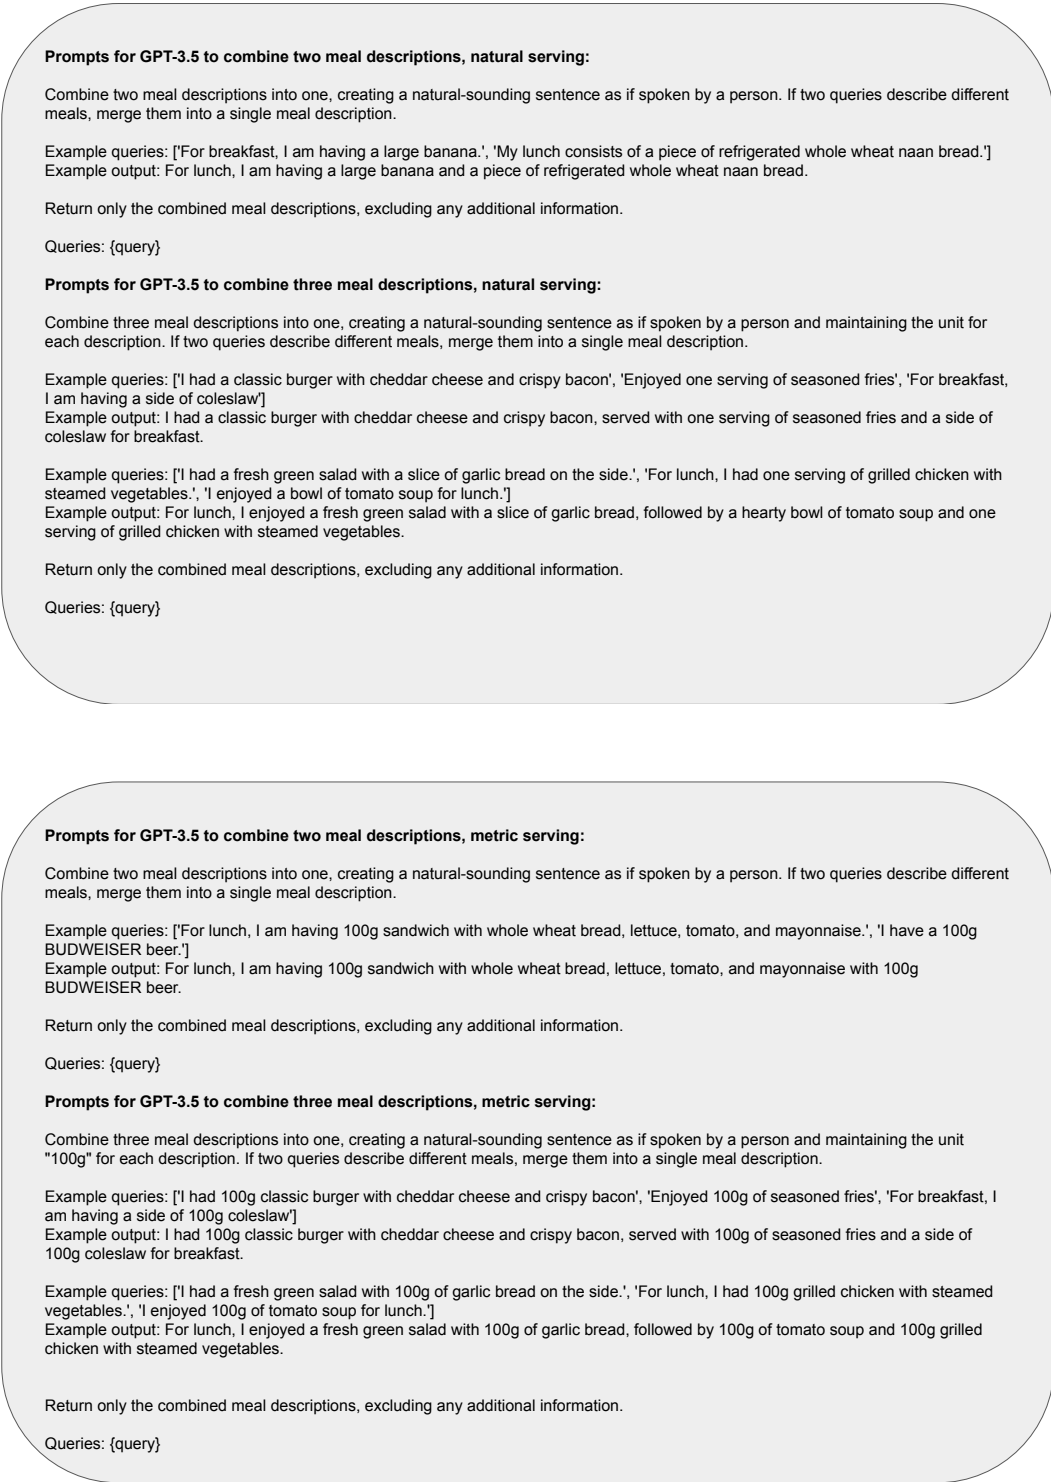 Prompts for GPT-3.5 to combine two meal descriptions, natural serving:
Combine two meal descriptions into one, creating a natural-sounding sentence as if spoken by a person. If two queries describe different
meals, merge them into a single meal description.
Example queries: ['For breakfast, I am having a large banana.', 'My lunch consists of a piece of refrigerated whole wheat naan bread.']
Example output: For lunch, I am having a large banana and a piece of refrigerated whole wheat naan bread.
Return only the combined meal descriptions, excluding any additional information.
Queries: {query}
Prompts for GPT-3.5 to combine three meal descriptions, natural serving:
Combine three meal descriptions into one, creating a natural-sounding sentence as if spoken by a person and maintaining the unit for
each description. If two queries describe different meals, merge them into a single meal description.
Example queries: ['I had a classic burger with cheddar cheese and crispy bacon', 'Enjoyed one serving of seasoned fries', 'For breakfast,
I am having a side of coleslaw']
Example output: I had a classic burger with cheddar cheese and crispy bacon, served with one serving of seasoned fries and a side of
coleslaw for breakfast.
Example queries: ['I had a fresh green salad with a slice of garlic bread on the side.', 'For lunch, I had one serving of grilled chicken with
steamed vegetables.', 'I enjoyed a bowl of tomato soup for lunch.']
Example output: For lunch, I enjoyed a fresh green salad with a slice of garlic bread, followed by a hearty bowl of tomato soup and one
serving of grilled chicken with steamed vegetables.
Return only the combined meal descriptions, excluding any additional information.
Queries: {query}
Prompts for GPT-3.5 to combine two meal descriptions, metric serving:
Combine two meal descriptions into one, creating a natural-sounding sentence as if spoken by a person. If two queries describe different
meals, merge them into a single meal description.
Example queries: ['For lunch, I am having 100g sandwich with whole wheat bread, lettuce, tomato, and mayonnaise.', 'I have a 100g
BUDWEISER beer.']
Example output: For lunch, I am having 100g sandwich with whole wheat bread, lettuce, tomato, and mayonnaise with 100g
BUDWEISER beer.
Return only the combined meal descriptions, excluding any additional information.
Queries: {query}
Prompts for GPT-3.5 to combine three meal descriptions, metric serving:
Combine three meal descriptions into one, creating a natural-sounding sentence as if spoken by a person and maintaining the unit
"100g" for each description. If two queries describe different meals, merge them into a single meal description.
Example queries: ['I had 100g classic burger with cheddar cheese and crispy bacon', 'Enjoyed 100g of seasoned fries', 'For breakfast, I
am having a side of 100g coleslaw']
Example output: I had 100g classic burger with cheddar cheese and crispy bacon, served with 100g of seasoned fries and a side of
100g coleslaw for breakfast.
Example queries: ['I had a fresh green salad with 100g of garlic bread on the side.', 'For lunch, I had 100g grilled chicken with steamed
vegetables.', 'I enjoyed 100g of tomato soup for lunch.']
Example output: For lunch, I enjoyed a fresh green salad with 100g of garlic bread, followed by 100g of tomato soup and 100g grilled
chicken with steamed vegetables.
Return only the combined meal descriptions, excluding any additional information.
Queries: {query}